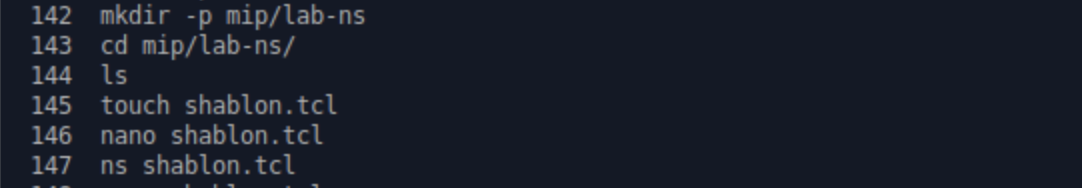 142 mkdir -p mip/lab-ns
143 cd mip/lab-ns/
144 ls
145 touch shablon.tcl
146 nano shablon.tcl
147 ns shablon.tcl